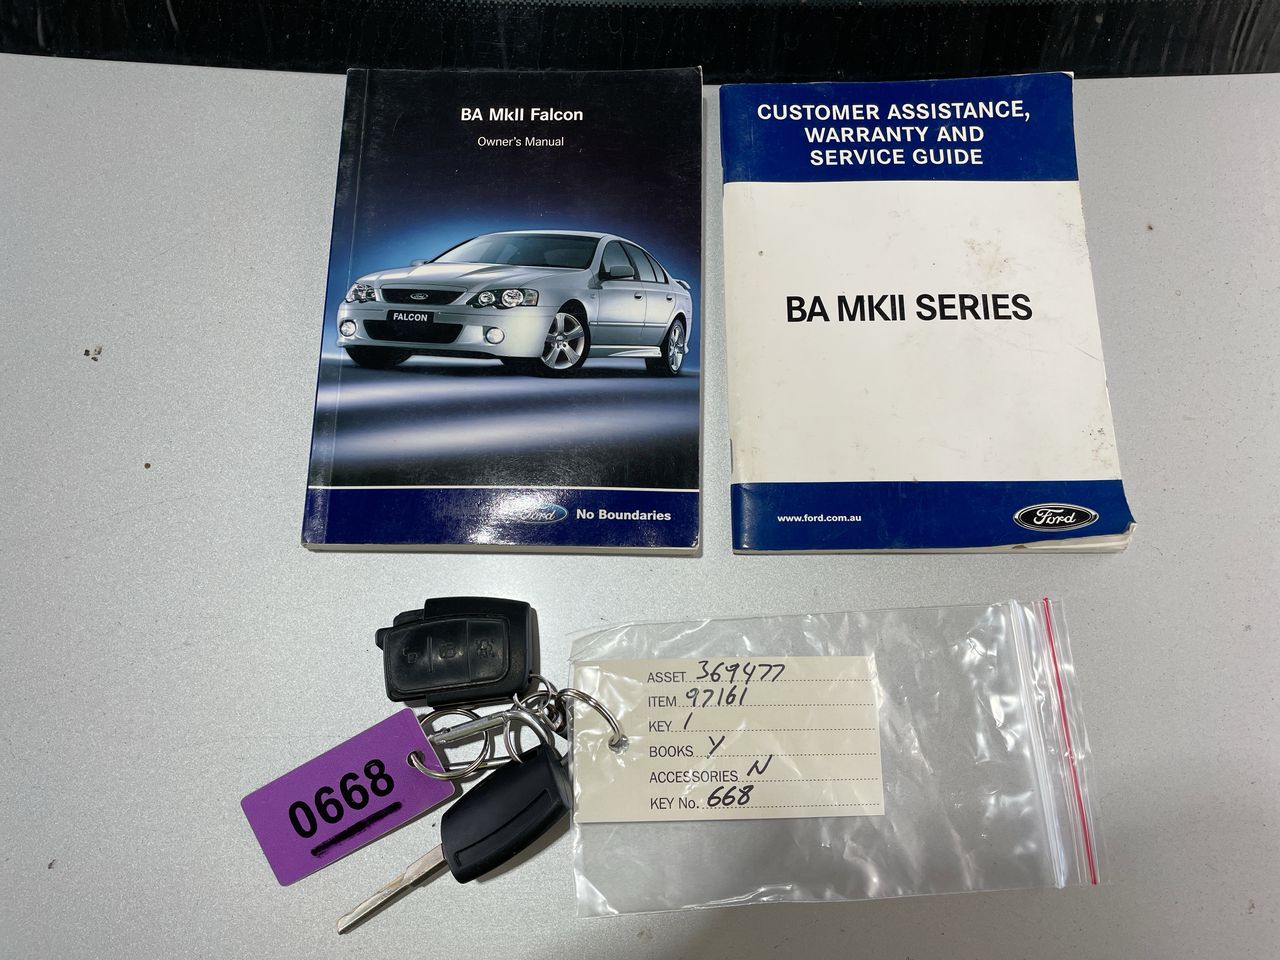 BA MkII Falcon
Owner's Manual
Ford
FALCON
Ford
No Boundaries
CUSTOMER ASSISTANCE,
WARRANTY AND
SERVICE GUIDE
BA MKII SERIES
www.ford.com.au
Ford
0668
ASSET 369477
ITEM 97161
KEY 1
BOOKS Y
ACCESSORIES N
KEY No. 668